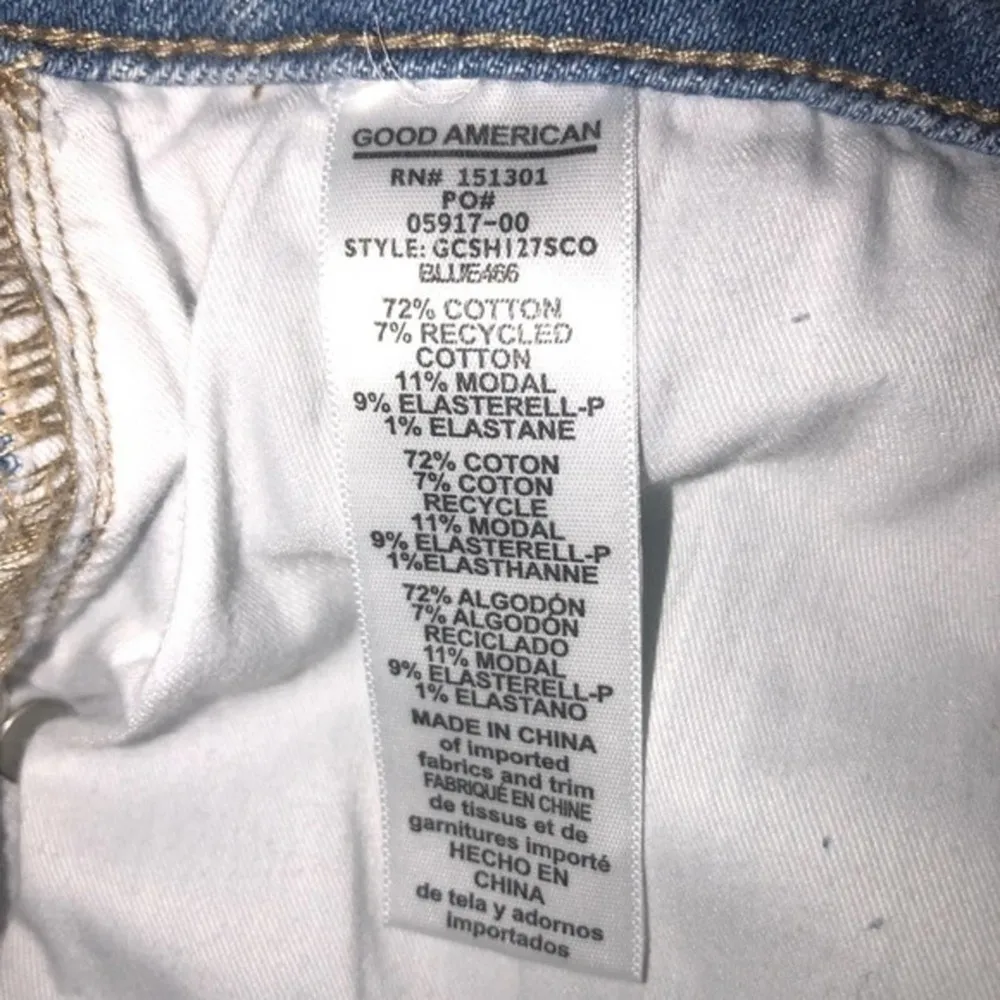 GOOD AMERICAN
RN# 151301
PO#
05917-00
STYLE: GCSH127SCO
BLUE466
72% COTTON
7% RECYCLED
COTTON
11% MODAL
9% ELASTERELL-P
1% ELASTANE
72% COTON
7% COTON
RECYCLE
11% MODAL
9% ELASTERELL-P
1%ELASTHANNE
72% ALGODÓN
7% ALGODÓN
RECICLADO
11% MODAL
9% ELASTERELL-P
1% ELASTANO
MADE IN CHINA
of imported
fabrics and trim
FABRIQUÉ EN CHINE
de tissus et de
garnitures importé
HECHO EN
CHINA
de tela y adornos
importados